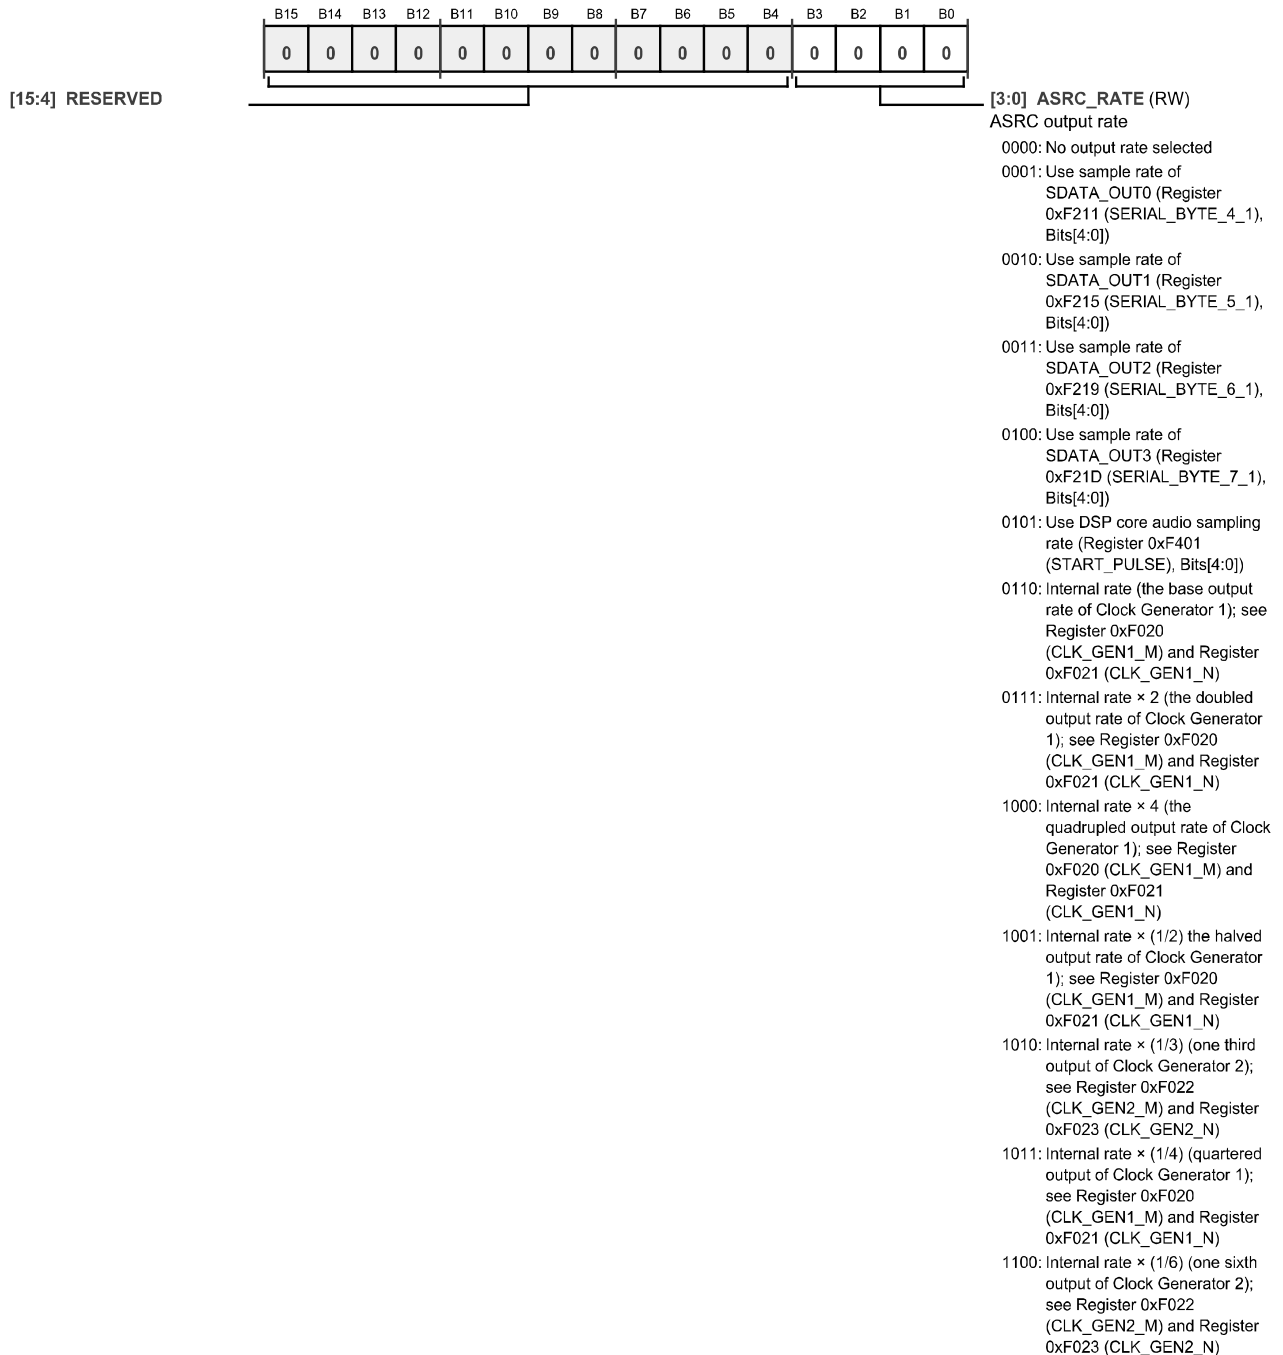 B15 B14 B13 B12 B11 B10 B9 B8 B7 B6 B5 B4 B3 B2 B1 B0
0 0 0 0 0 0 0 0 0 0 0 0 0 0 0 0
[15:4] RESERVED
[3:0] ASRC_RATE (RW)
ASRC output rate
0000: No output rate selected
0001: Use sample rate of
SDATA_OUT0 (Register
0xF211 (SERIAL_BYTE_4_1),
Bits[4:0])
0010: Use sample rate of
SDATA_OUT1 (Register
0xF215 (SERIAL_BYTE_5_1),
Bits[4:0])
0011: Use sample rate of
SDATA_OUT2 (Register
0xF219 (SERIAL_BYTE_6_1),
Bits[4:0])
0100: Use sample rate of
SDATA_OUT3 (Register
0xF21D (SERIAL_BYTE_7_1),
Bits[4:0])
0101: Use DSP core audio sampling
rate (Register 0xF401
(START_PULSE), Bits[4:0])
0110: Internal rate (the base output
rate of Clock Generator 1); see
Register 0xF020
(CLK_GEN1_M) and Register
0xF021 (CLK_GEN1_N)
0111: Internal rate × 2 (the doubled
output rate of Clock Generator
1); see Register 0xF020
(CLK_GEN1_M) and Register
0xF021 (CLK_GEN1_N)
1000: Internal rate × 4 (the
quadrupled output rate of Clock
Generator 1); see Register
0xF020 (CLK_GEN1_M) and
Register 0xF021
(CLK_GEN1_N)
1001: Internal rate × (1/2) the halved
output rate of Clock Generator
1); see Register 0xF020
(CLK_GEN1_M) and Register
0xF021 (CLK_GEN1_N)
1010: Internal rate × (1/3) (one third
output of Clock Generator 2);
see Register 0xF022
(CLK_GEN2_M) and Register
0xF023 (CLK_GEN2_N)
1011: Internal rate × (1/4) (quartered
output of Clock Generator 1);
see Register 0xF020
(CLK_GEN1_M) and Register
0xF021 (CLK_GEN1_N)
1100: Internal rate × (1/6) (one sixth
output of Clock Generator 2);
see Register 0xF022
(CLK_GEN2_M) and Register
0xF023 (CLK_GEN2_N)